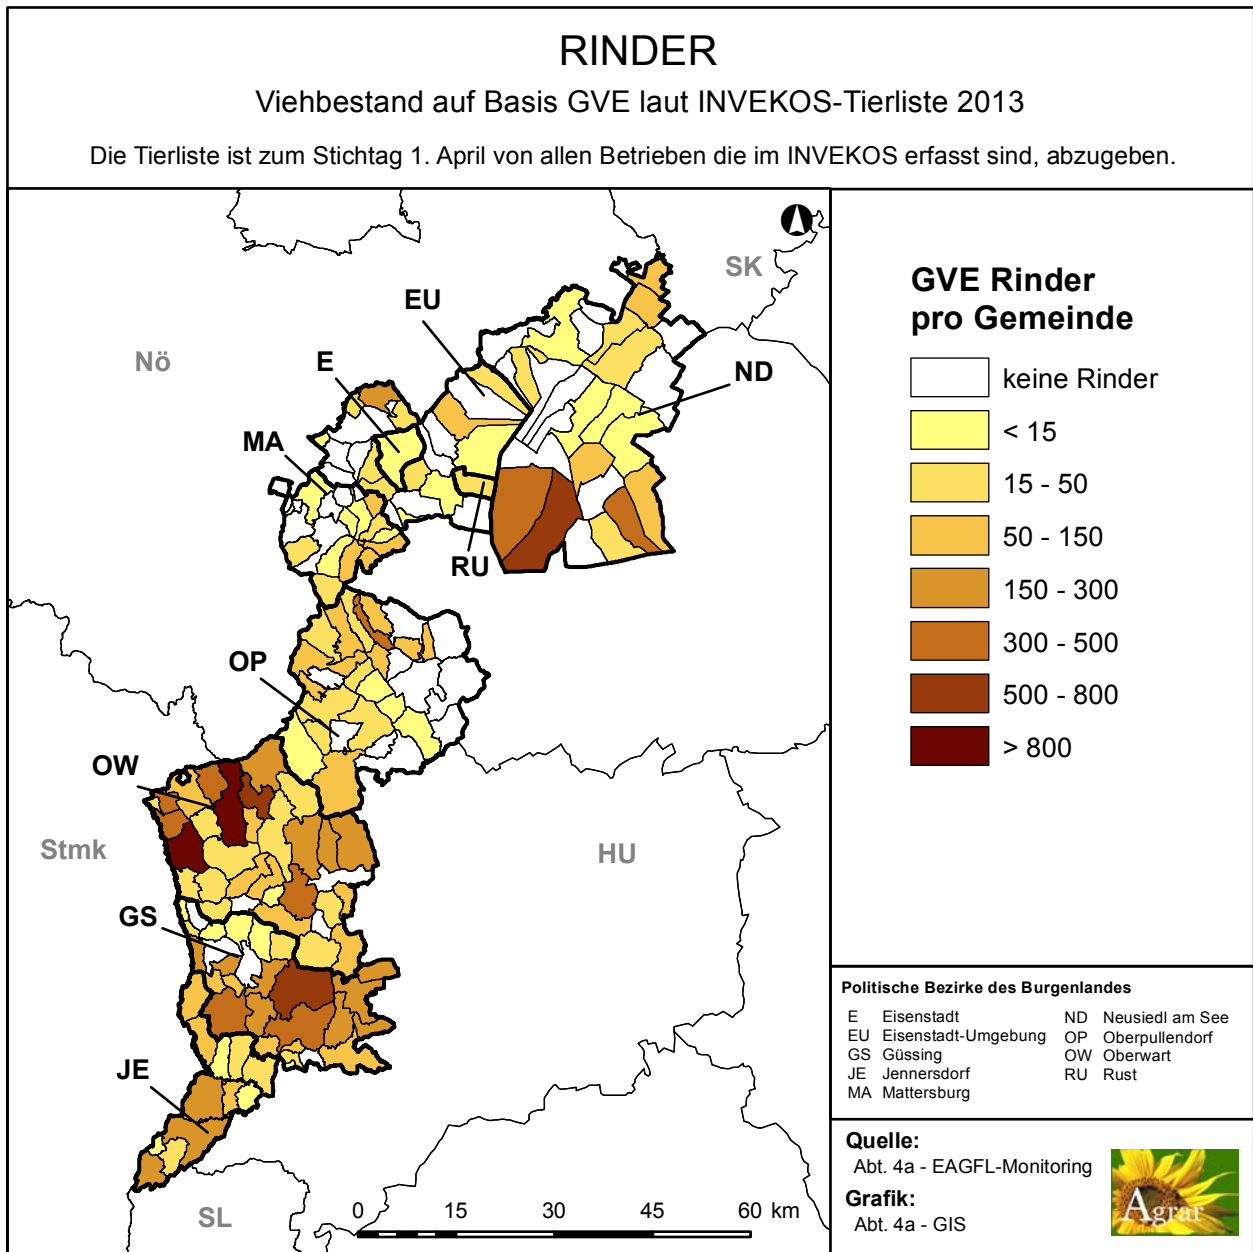 RINDER
Viehbestand auf Basis GVE laut INVEKOS-Tierliste 2013
Die Tierliste ist zum Stichtag 1. April von allen Betrieben die im INVEKOS erfasst sind, abzugeben.
SK
EU
Nö
E
ND
MA
RU
OP
OW
Stmk
HU
GS
JE
SL
0 15 30 45 60 km
GVE Rinder
pro Gemeinde
keine Rinder
< 15
15 - 50
50 - 150
150 - 300
300 - 500
500 - 800
> 800
Politische Bezirke des Burgenlandes
E Eisenstadt
EU Eisenstadt-Umgebung
GS Güssing
JE Jennersdorf
MA Mattersburg
ND Neusiedl am See
OP Oberpullendorf
OW Oberwart
RU Rust
Quelle:
Abt. 4a - EAGFL-Monitoring
Grafik:
Abt. 4a - GIS
Agrar